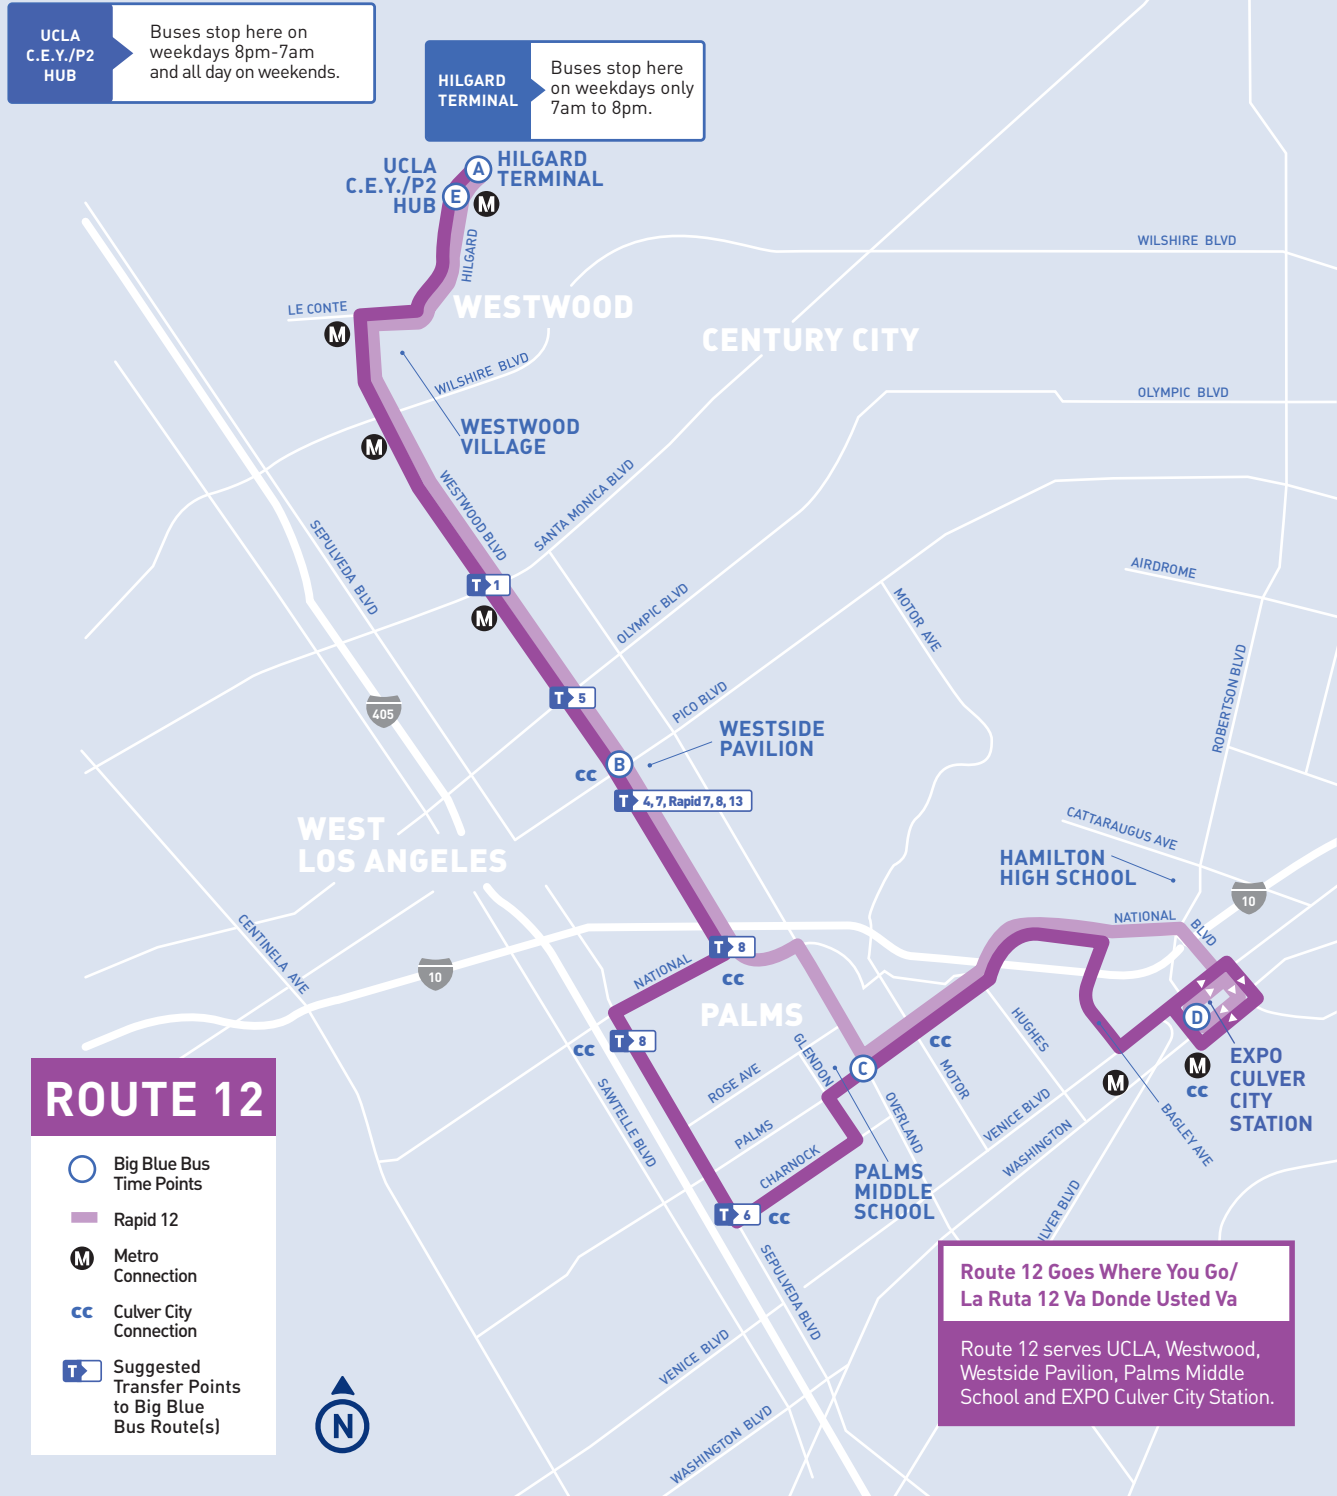 UCLA
C.E.Y./P2
HUB
Buses stop here on
weekdays 8pm-7am
and all day on weekends.
HILGARD
TERMINAL
Buses stop here
on weekdays only
7am to 8pm.
UCLA
C.E.Y./P2
HUB
A
E
HILGARD
TERMINAL
M
HILGARD
WILSHIRE BLVD
LE CONTE
WESTWOOD
M
CENTURY CITY
WILSHIRE BLVD
OLYMPIC BLVD
WESTWOOD
VILLAGE
M
WESTWOOD BLVD
SANTA MONICA BLVD
SEPULVEDA BLVD
T 1
M
AIRDROME
OLYMPIC BLVD
MOTOR AVE
ROBERTSON BLVD
405
T 5
PICO BLVD
WESTSIDE
PAVILION
cc
B
T 4, 7, Rapid 7, 8, 13
WEST
LOS ANGELES
CATTARAUGUS AVE
HAMILTON
HIGH SCHOOL
10
CENTINELA AVE
NATIONAL
BLVD
T 8
cc
NATIONAL
10
PALMS
D
T 8
cc
cc
GLENDON
HUGHES
C
M
cc
M
EXPO
CULVER
CITY
STATION
ROSE AVE
MOTOR
SAWTELLE BLVD
OVERLAND
VENICE BLVD
WASHINGTON
BAGLEY AVE
PALMS
CHARNOCK
PALMS
MIDDLE
SCHOOL
T 6
cc
ULVER BLVD
SEPULVEDA BLVD
VENICE BLVD
WASHINGTON BLVD
ROUTE 12
Big Blue Bus
Time Points
Rapid 12
M
Metro
Connection
cc
Culver City
Connection
T
Suggested
Transfer Points
to Big Blue
Bus Route(s)
N
Route 12 Goes Where You Go/
La Ruta 12 Va Donde Usted Va
Route 12 serves UCLA, Westwood,
Westside Pavilion, Palms Middle
School and EXPO Culver City Station.